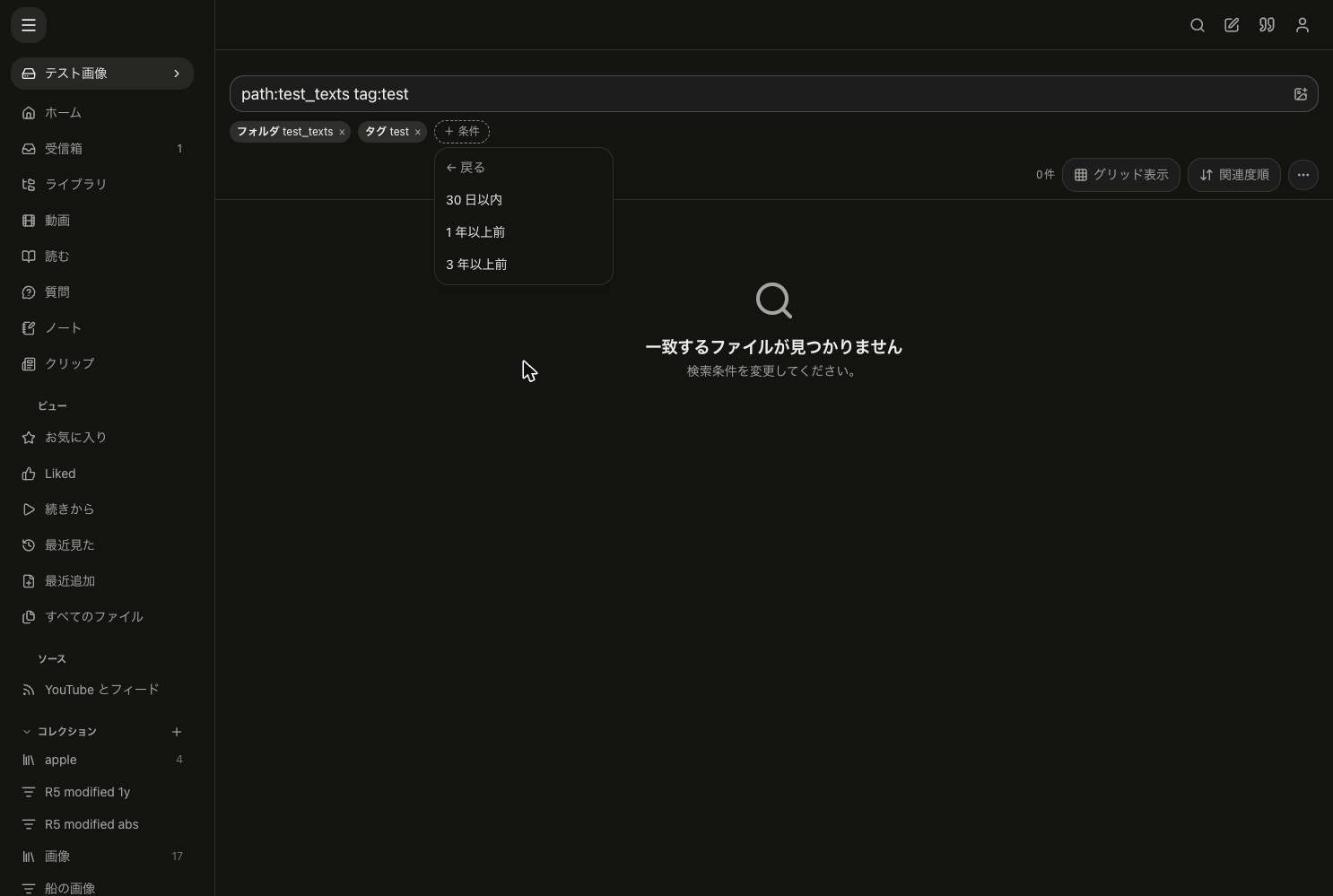 テスト画像
ホーム
受信箱 1
ライブラリ
動画
読む
質問
ノート
クリップ
ビュー
お気に入り
Liked
続きから
最近見た
最近追加
すべてのファイル
ソース
YouTube とフィード
コレクション
apple 4
R5 modified 1y
R5 modified abs
画像 17
船の画像
path:test_texts tag:test
フォルダ test_texts × タグ test × + 条件
← 戻る
30 日以内
1 年以上前
3 年以上前
0件 グリッド表示 関連度順
一致するファイルが見つかりません
検索条件を変更してください。